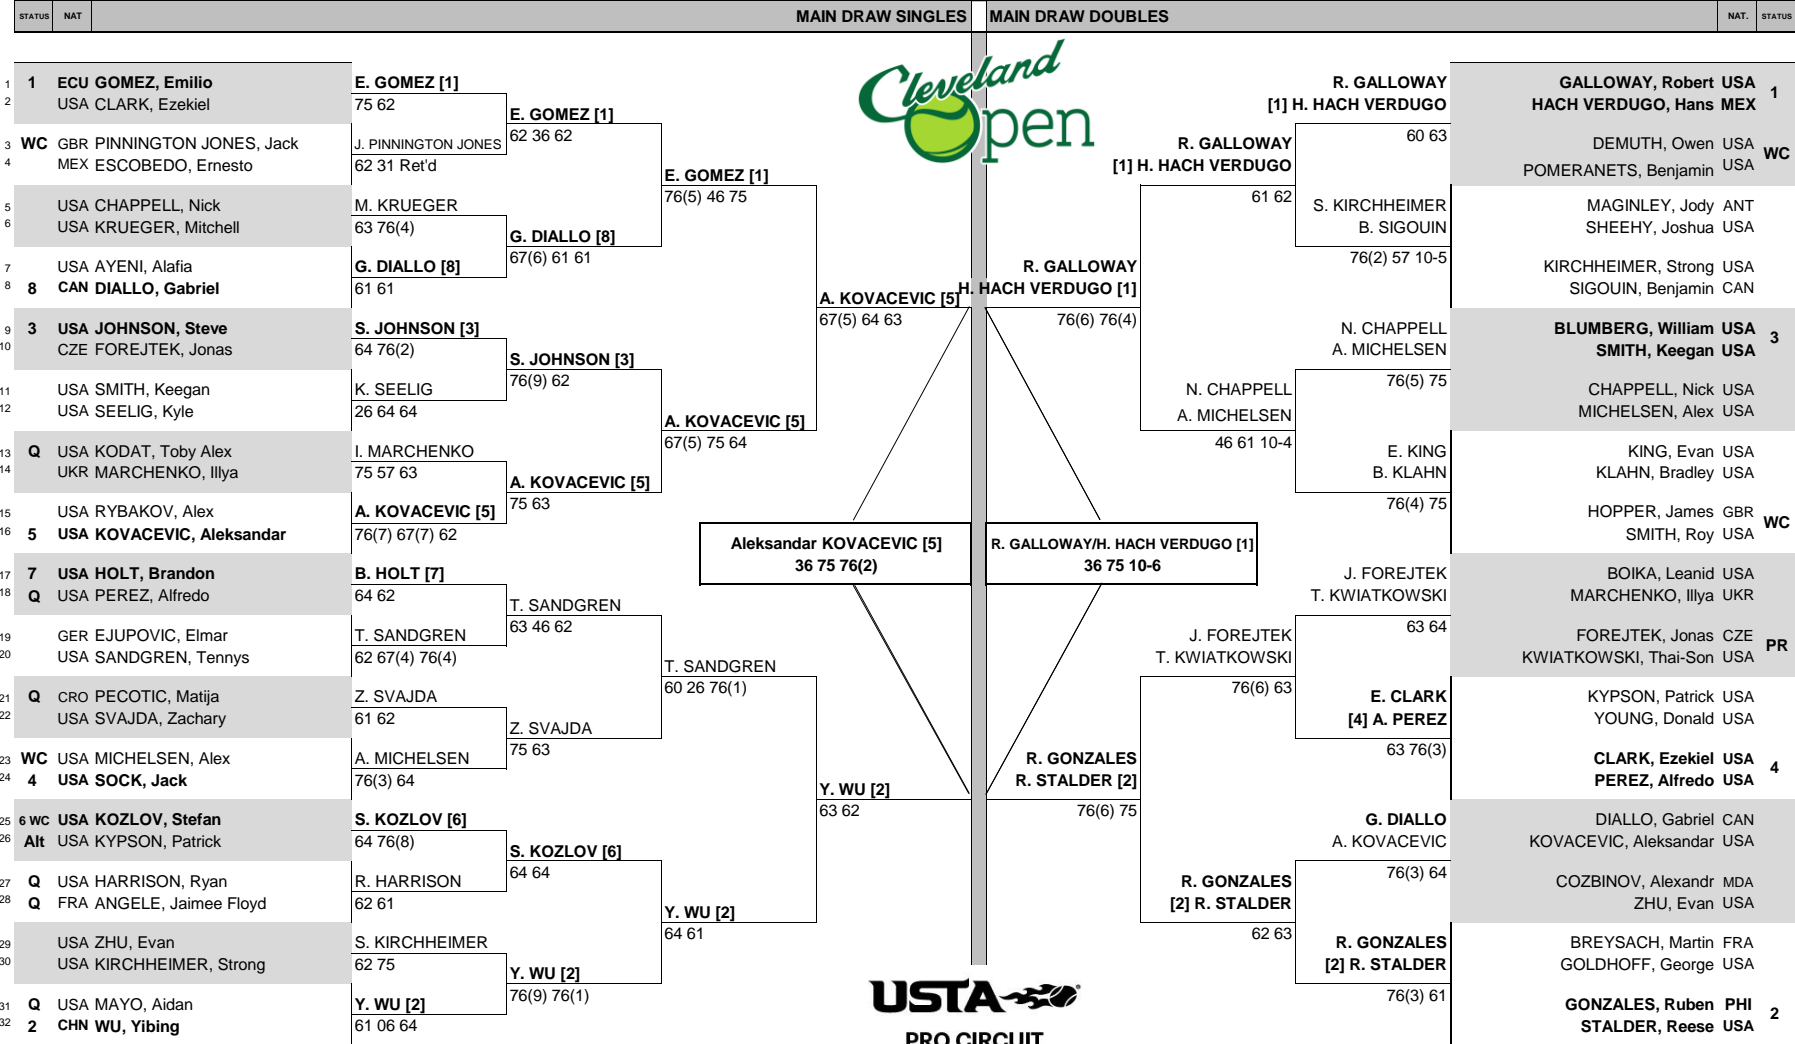 STATUS NAT MAIN DRAW SINGLES MAIN DRAW DOUBLES NAT. STATUS
Cleveland
Open
1 1 ECU GOMEZ, Emilio
2 USA CLARK, Ezekiel
3 WC GBR PINNINGTON JONES, Jack
4 MEX ESCOBEDO, Ernesto
5 USA CHAPPELL, Nick
6 USA KRUEGER, Mitchell
7 USA AYENI, Alafia
8 8 CAN DIALLO, Gabriel
9 3 USA JOHNSON, Steve
10 CZE FOREJTEK, Jonas
11 USA SMITH, Keegan
12 USA SEELIG, Kyle
13 Q USA KODAT, Toby Alex
14 UKR MARCHENKO, Illya
15 USA RYBAKOV, Alex
16 5 USA KOVACEVIC, Aleksandar
17 7 USA HOLT, Brandon
18 Q USA PEREZ, Alfredo
19 GER EJUPOVIC, Elmar
20 USA SANDGREN, Tennys
21 Q CRO PECOTIC, Matija
22 USA SVAJDA, Zachary
23 WC USA MICHELSEN, Alex
24 4 USA SOCK, Jack
25 6 WC USA KOZLOV, Stefan
26 Alt USA KYPSON, Patrick
27 Q USA HARRISON, Ryan
28 Q FRA ANGELE, Jaimee Floyd
29 USA ZHU, Evan
30 USA KIRCHHEIMER, Strong
31 Q USA MAYO, Aidan
32 2 CHN WU, Yibing
E. GOMEZ [1]
75 62
J. PINNINGTON JONES
62 31 Ret'd
M. KRUEGER
63 76(4)
G. DIALLO [8]
61 61
S. JOHNSON [3]
64 76(2)
K. SEELIG
26 64 64
I. MARCHENKO
75 57 63
A. KOVACEVIC [5]
76(7) 67(7) 62
B. HOLT [7]
64 62
T. SANDGREN
62 67(4) 76(4)
Z. SVAJDA
61 62
A. MICHELSEN
76(3) 64
S. KOZLOV [6]
64 76(8)
R. HARRISON
62 61
S. KIRCHHEIMER
62 75
Y. WU [2]
61 06 64
E. GOMEZ [1]
62 36 62
G. DIALLO [8]
67(6) 61 61
S. JOHNSON [3]
76(9) 62
A. KOVACEVIC [5]
75 63
T. SANDGREN
63 46 62
Z. SVAJDA
75 63
S. KOZLOV [6]
64 64
Y. WU [2]
76(9) 76(1)
E. GOMEZ [1]
76(5) 46 75
A. KOVACEVIC [5]
67(5) 75 64
T. SANDGREN
60 26 76(1)
Y. WU [2]
64 61
A. KOVACEVIC [5]
67(5) 64 63
Y. WU [2]
63 62
Aleksandar KOVACEVIC [5]
36 75 76(2)
R. GALLOWAY/H. HACH VERDUGO [1]
36 75 10-6
R. GALLOWAY
H. HACH VERDUGO [1]
76(6) 76(4)
R. GONZALES
R. STALDER [2]
76(6) 75
R. GALLOWAY
[1] H. HACH VERDUGO
61 62
N. CHAPPELL
A. MICHELSEN
46 61 10-4
J. FOREJTEK
T. KWIATKOWSKI
76(6) 63
R. GONZALES
[2] R. STALDER
62 63
R. GALLOWAY
[1] H. HACH VERDUGO
60 63
S. KIRCHHEIMER
B. SIGOUIN
76(2) 57 10-5
N. CHAPPELL
A. MICHELSEN
76(5) 75
E. KING
B. KLAHN
76(4) 75
J. FOREJTEK
T. KWIATKOWSKI
63 64
E. CLARK
[4] A. PEREZ
63 76(3)
G. DIALLO
A. KOVACEVIC
76(3) 64
R. GONZALES
[2] R. STALDER
76(3) 61
GALLOWAY, Robert USA 1
HACH VERDUGO, Hans MEX
DEMUTH, Owen USA WC
POMERANETS, Benjamin USA
MAGINLEY, Jody ANT
SHEEHY, Joshua USA
KIRCHHEIMER, Strong USA
SIGOUIN, Benjamin CAN
BLUMBERG, William USA 3
SMITH, Keegan USA
CHAPPELL, Nick USA
MICHELSEN, Alex USA
KING, Evan USA
KLAHN, Bradley USA
HOPPER, James GBR WC
SMITH, Roy USA
BOIKA, Leanid USA
MARCHENKO, Illya UKR
FOREJTEK, Jonas CZE PR
KWIATKOWSKI, Thai-Son USA
KYPSON, Patrick USA
YOUNG, Donald USA
CLARK, Ezekiel USA 4
PEREZ, Alfredo USA
DIALLO, Gabriel CAN
KOVACEVIC, Aleksandar USA
COZBINOV, Alexandr MDA
ZHU, Evan USA
BREYSACH, Martin FRA
GOLDHOFF, George USA
GONZALES, Ruben PHI 2
STALDER, Reese USA
USTA
PRO CIRCUIT